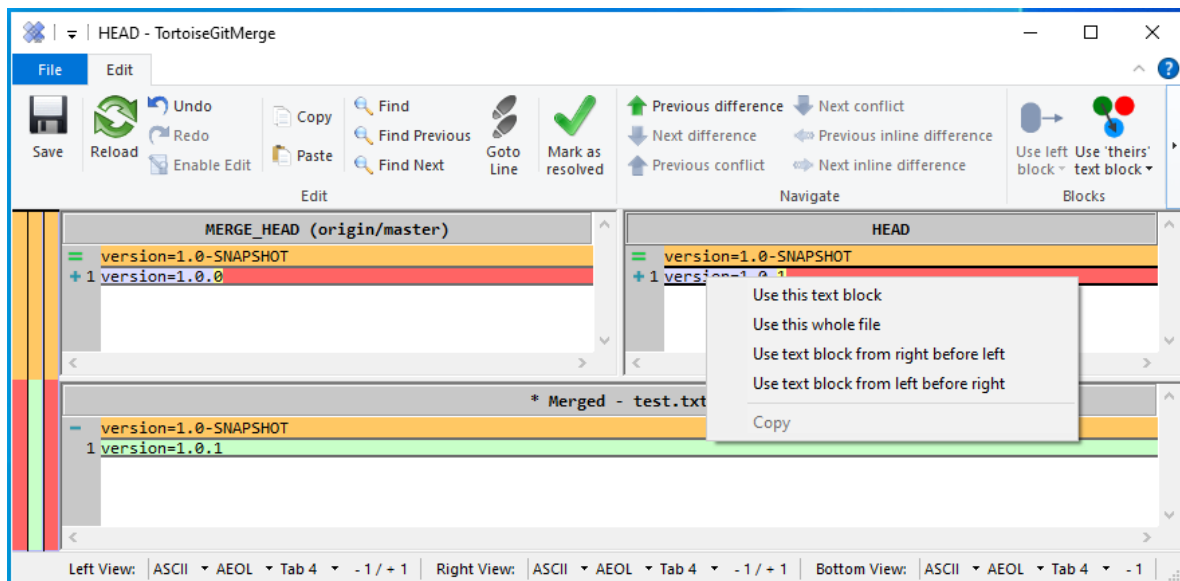 HEAD - TortoiseGitMerge
File Edit
Save
Reload
Undo
Redo
Enable Edit
Copy
Paste
Find
Find Previous
Find Next
Goto
Line
Mark as
resolved
Edit
Previous difference
Next difference
Previous conflict
Next conflict
Previous inline difference
Next inline difference
Navigate
Use left
block
Use 'theirs'
text block
Blocks
MERGE_HEAD (origin/master)
version=1.0-SNAPSHOT
1 version=1.0.0
HEAD
version=1.0-SNAPSHOT
1 version=1.0.1
Use this text block
Use this whole file
Use text block from right before left
Use text block from left before right
Copy
* Merged - test.txt
version=1.0-SNAPSHOT
1 version=1.0.1
Left View: ASCII AEOL Tab 4 - 1 / + 1 Right View: ASCII AEOL Tab 4 - 1 / + 1 Bottom View: ASCII AEOL Tab 4 - 1